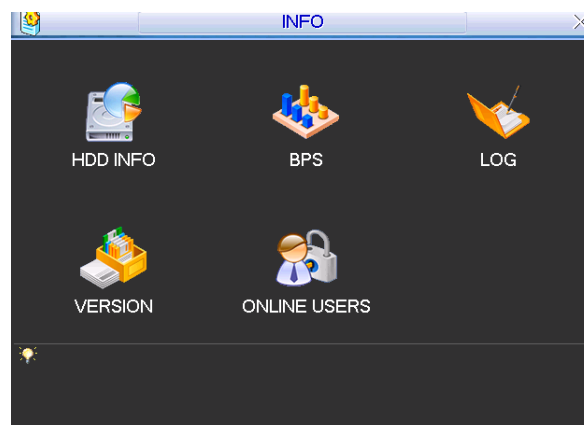 INFO
HDD INFO
BPS
LOG
VERSION
ONLINE USERS